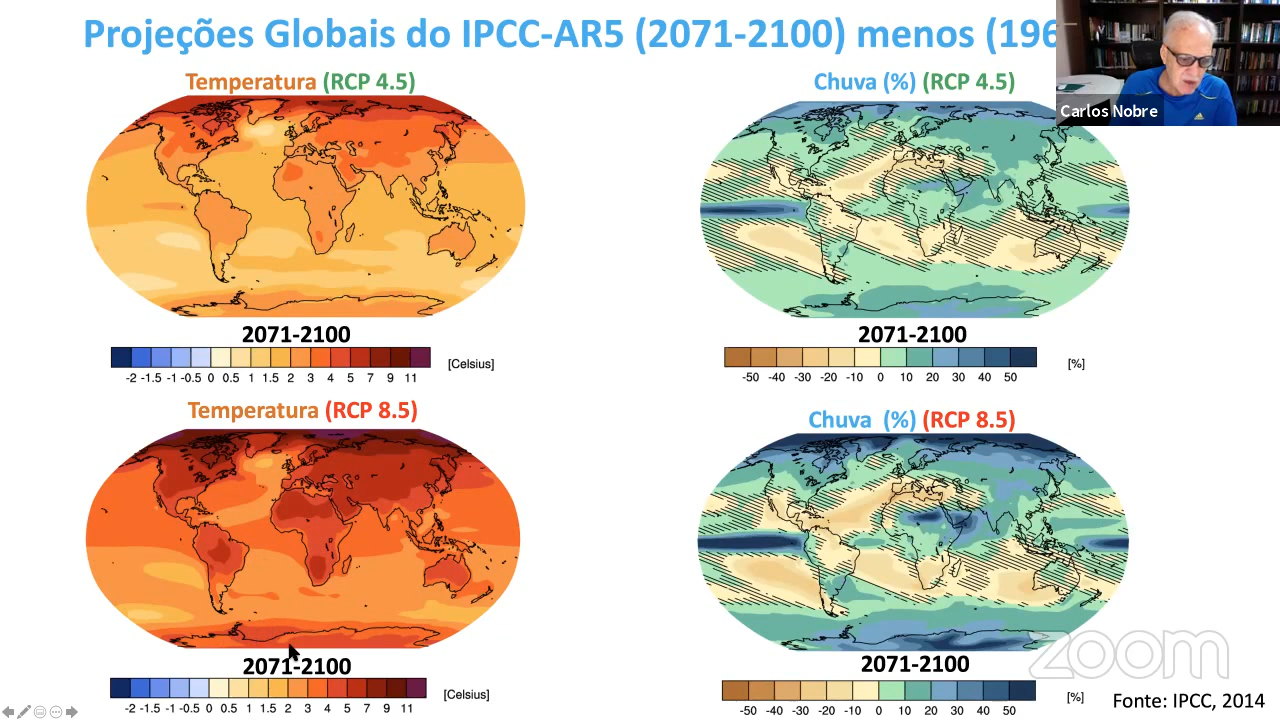 Projeções Globais do IPCC-AR5 (2071-2100) menos (196
Carlos Nobre
Temperatura (RCP 4.5)
Chuva (%) (RCP 4.5)
2071-2100
-2 -1.5 -1 -0.5 0 0.5 1 1.5 2 3 4 5 7 9 11 [Celsius]
2071-2100
-50 -40 -30 -20 -10 0 10 20 30 40 50 [%]
Temperatura (RCP 8.5)
Chuva (%) (RCP 8.5)
2071-2100
-2 -1.5 -1 -0.5 0 0.5 1 1.5 2 3 4 5 7 9 11 [Celsius]
2071-2100
-50 -40 -30 -20 -10 0 10 20 30 40 50 [%]
zoom
Fonte: IPCC, 2014